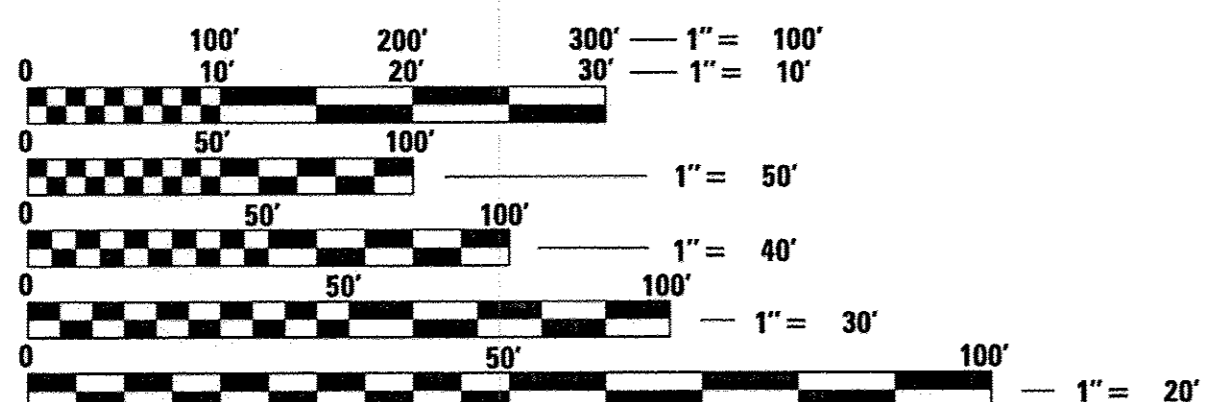 100′ 200′ 300′ — 1″ = 100′
0 10′ 20′ 30′ — 1″ = 10′
0 50′ 100′
1″ = 50′
0 50′ 100′
1″ = 40′
0 50′ 100′
1″ = 30′
0 50′ 100′
1″ = 20′